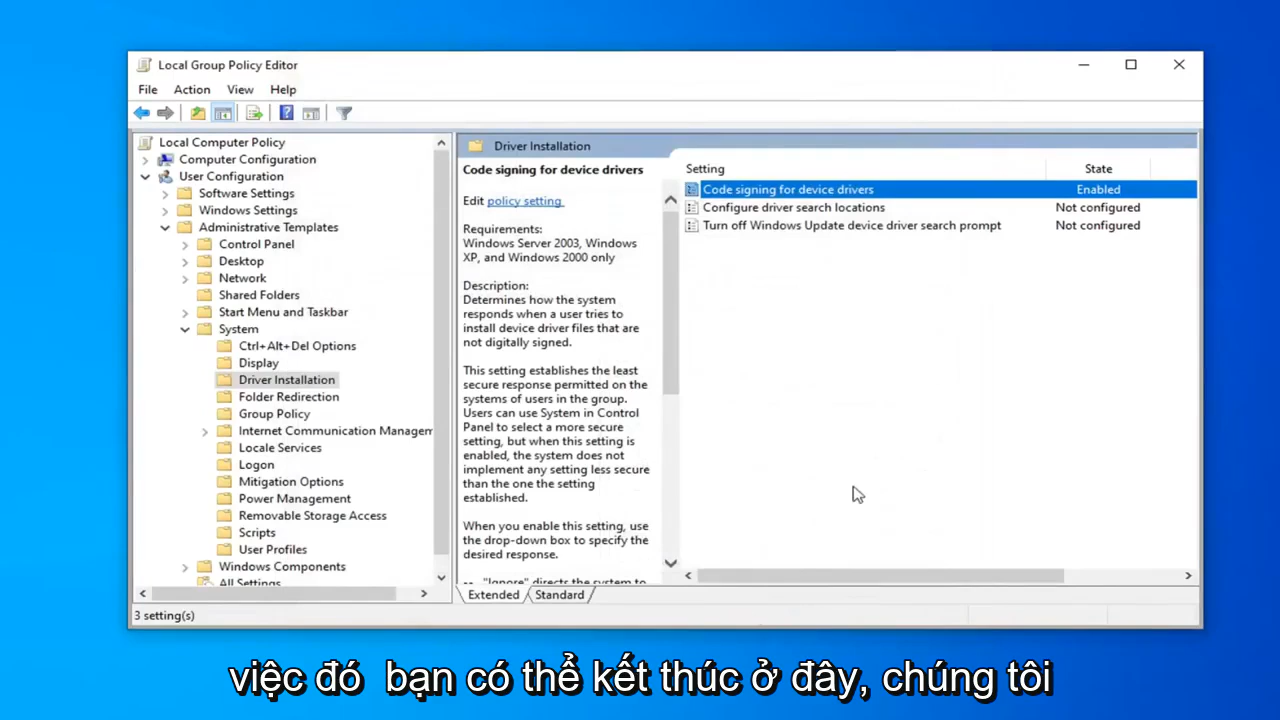 Local Group Policy Editor
File Action View Help
Local Computer Policy
Computer Configuration
User Configuration
Software Settings
Windows Settings
Administrative Templates
Control Panel
Desktop
Network
Shared Folders
Start Menu and Taskbar
System
Ctrl+Alt+Del Options
Display
Driver Installation
Folder Redirection
Group Policy
Internet Communication Managem
Locale Services
Logon
Mitigation Options
Power Management
Removable Storage Access
Scripts
User Profiles
Windows Components
All Settings
Driver Installation
Code signing for device drivers
Edit policy setting
Requirements:
Windows Server 2003, Windows
XP, and Windows 2000 only
Description:
Determines how the system
responds when a user tries to
install device driver files that are
not digitally signed.
This setting establishes the least
secure response permitted on the
systems of users in the group.
Users can use System in Control
Panel to select a more secure
setting, but when this setting is
enabled, the system does not
implement any setting less secure
than the one the setting
established.
When you enable this setting, use
the drop-down box to specify the
desired response.
-- "Ignore" directs the system to
Setting State
Code signing for device drivers Enabled
Configure driver search locations Not configured
Turn off Windows Update device driver search prompt Not configured
Extended Standard
3 setting(s)
việc đó bạn có thể kết thúc ở đây, chúng tôi